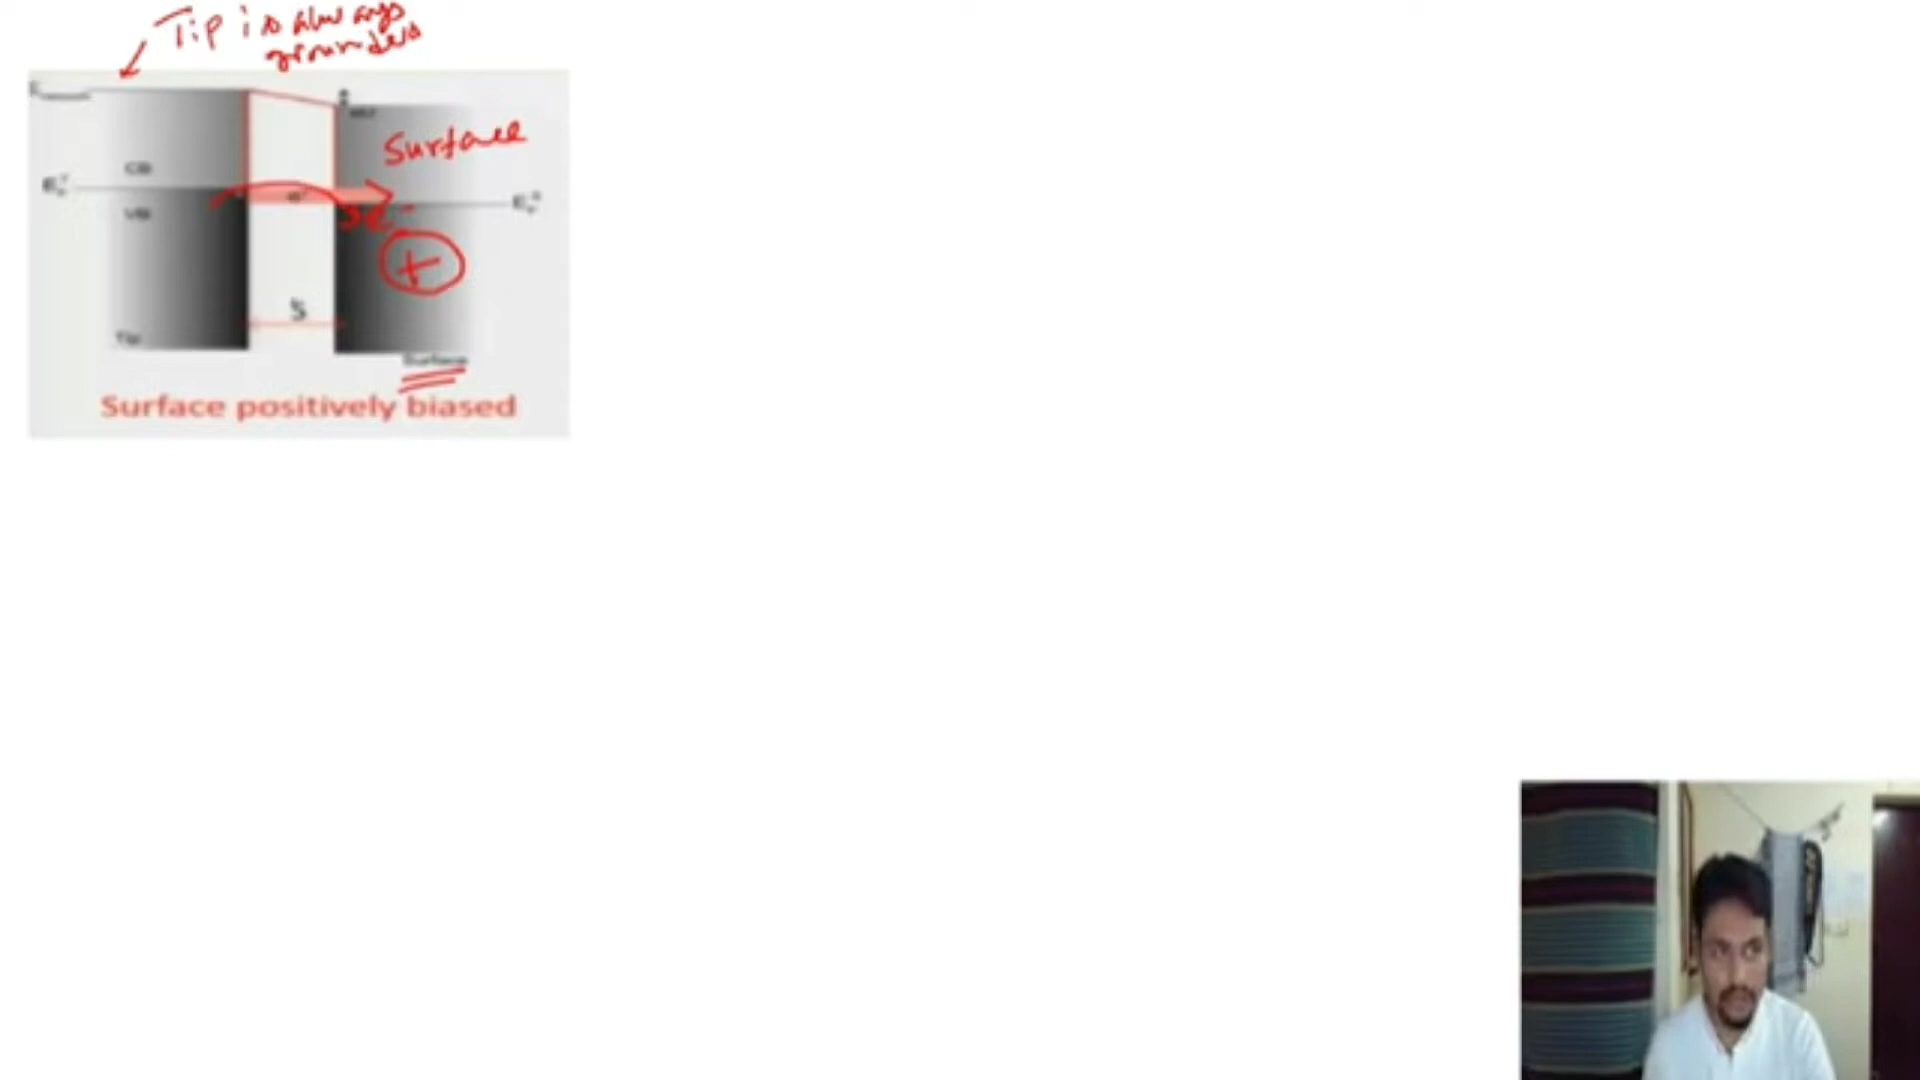 Tip is always
grounded
Surface
CB
VB
e-
+
S
Tip
Surface
Surface positively biased